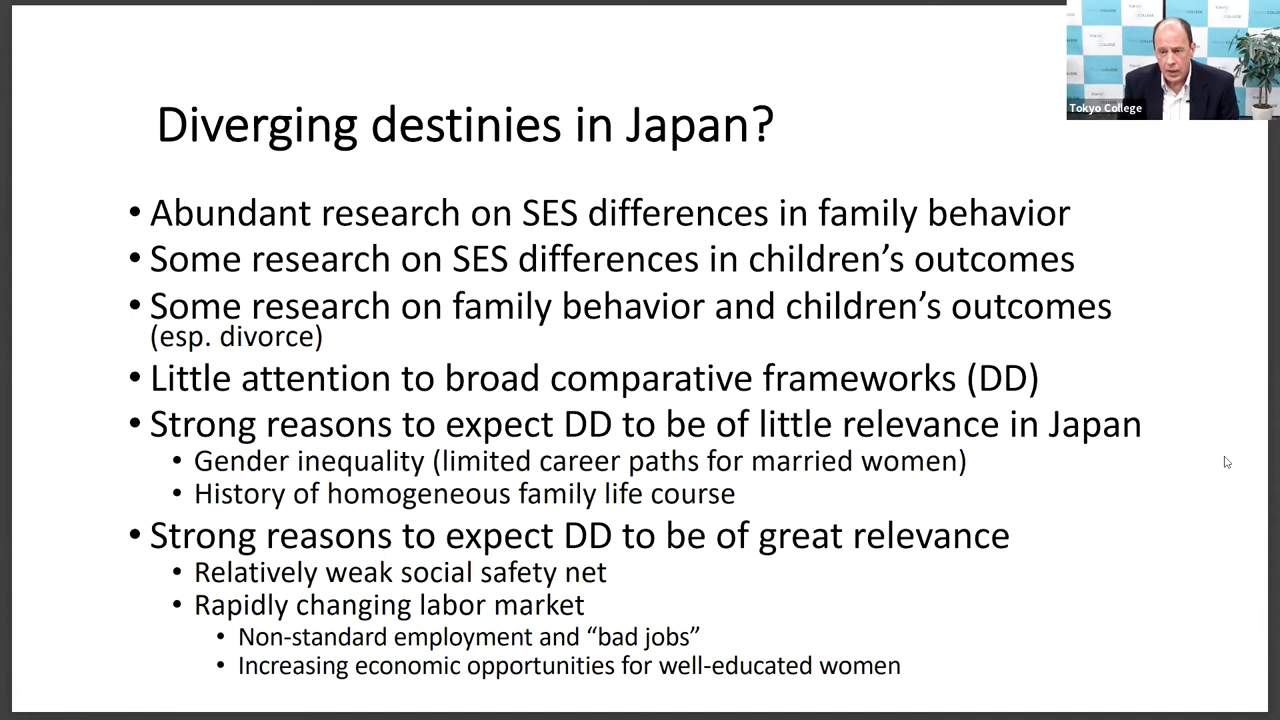 Diverging destinies in Japan?
• Abundant research on SES differences in family behavior
• Some research on SES differences in children's outcomes
• Some research on family behavior and children's outcomes
(esp. divorce)
• Little attention to broad comparative frameworks (DD)
• Strong reasons to expect DD to be of little relevance in Japan
• Gender inequality (limited career paths for married women)
• History of homogeneous family life course
• Strong reasons to expect DD to be of great relevance
• Relatively weak social safety net
• Rapidly changing labor market
• Non-standard employment and “bad jobs”
• Increasing economic opportunities for well-educated women
Tokyo College